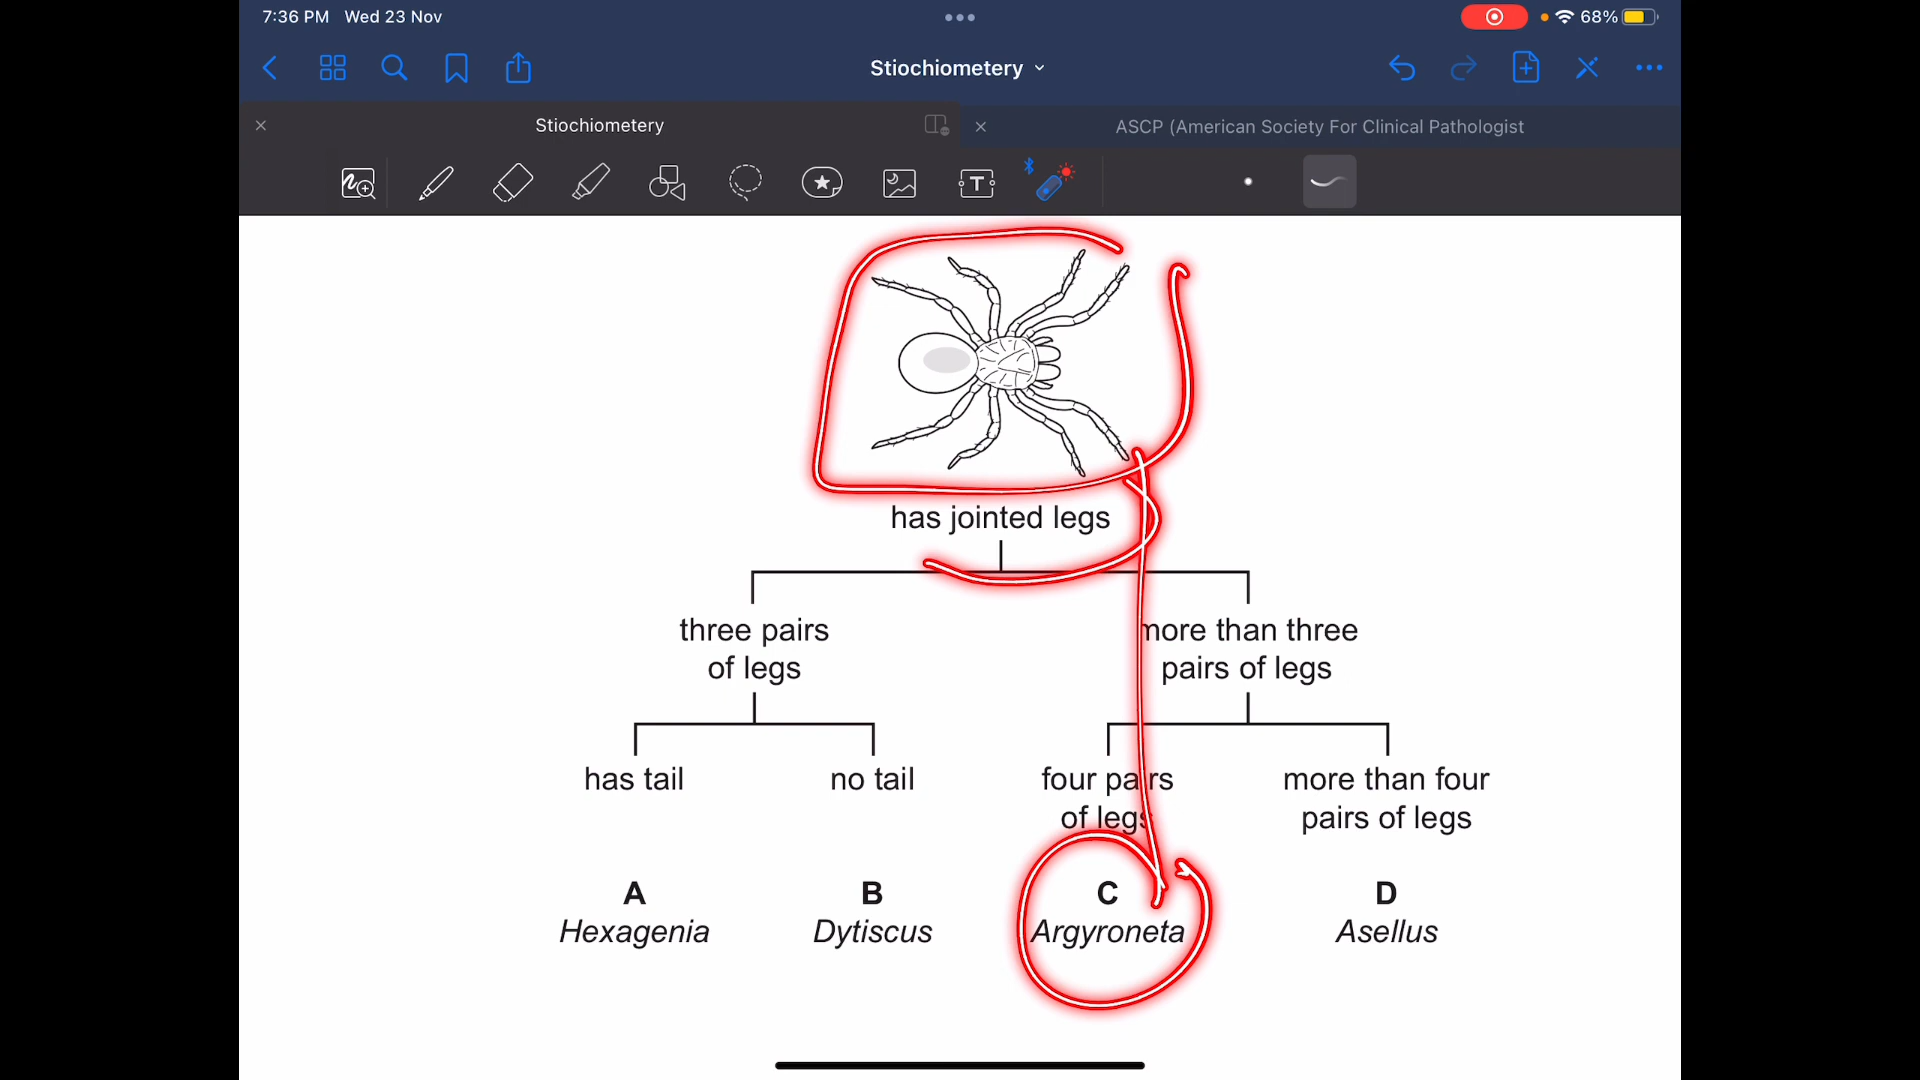 7:36 PM Wed 23 Nov
68%
Stiochiometery
Stiochiometery
ASCP (American Society For Clinical Pathologist
T
has jointed legs
three pairs
of legs
more than three
pairs of legs
has tail
no tail
four pairs
of legs
more than four
pairs of legs
A
Hexagenia
B
Dytiscus
C
Argyroneta
D
Asellus